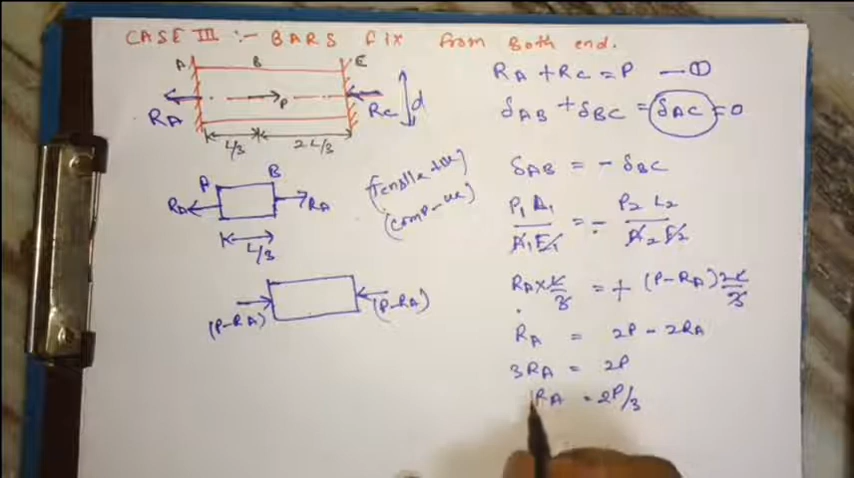 CASE III :- BARS fix from Both end.
A B C
RA P RC d
L/3 2L/3
A B
RA RA
L/3
(Tensile +ve)
(comp -ve)
(P-RA) (P-RA)
RA + RC = P —①
δAB + δBC = δAC = 0
δAB = - δBC
P1 L1 / A1 E1 = - P2 L2 / A2 E2
RA × L/3 = + (P-RA) 2L/3
RA = 2P - 2RA
3RA = 2P
RA = 2P/3